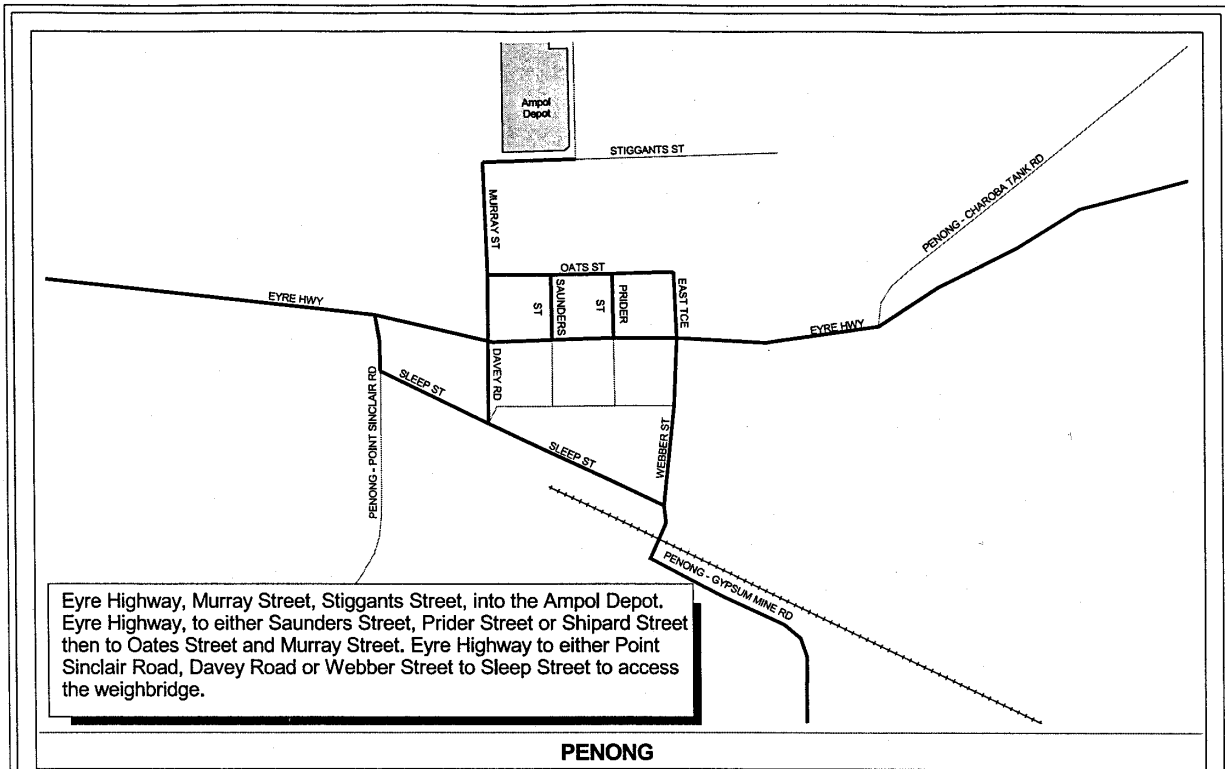 Ampol
Depot
STIGGANTS ST
MURRAY ST
PENONG - CHAROBA TANK RD
OATS ST
SAUNDERS
ST
PRIDER
ST
EAST TCE
EYRE HWY
EYRE HWY
DAVEY RD
SLEEP ST
PENONG - POINT SINCLAIR RD
SLEEP ST
WEBBER ST
PENONG - GYPSUM MINE RD
Eyre Highway, Murray Street, Stiggants Street, into the Ampol Depot.
Eyre Highway, to either Saunders Street, Prider Street or Shipard Street
then to Oates Street and Murray Street. Eyre Highway to either Point
Sinclair Road, Davey Road or Webber Street to Sleep Street to access
the weighbridge.
PENONG